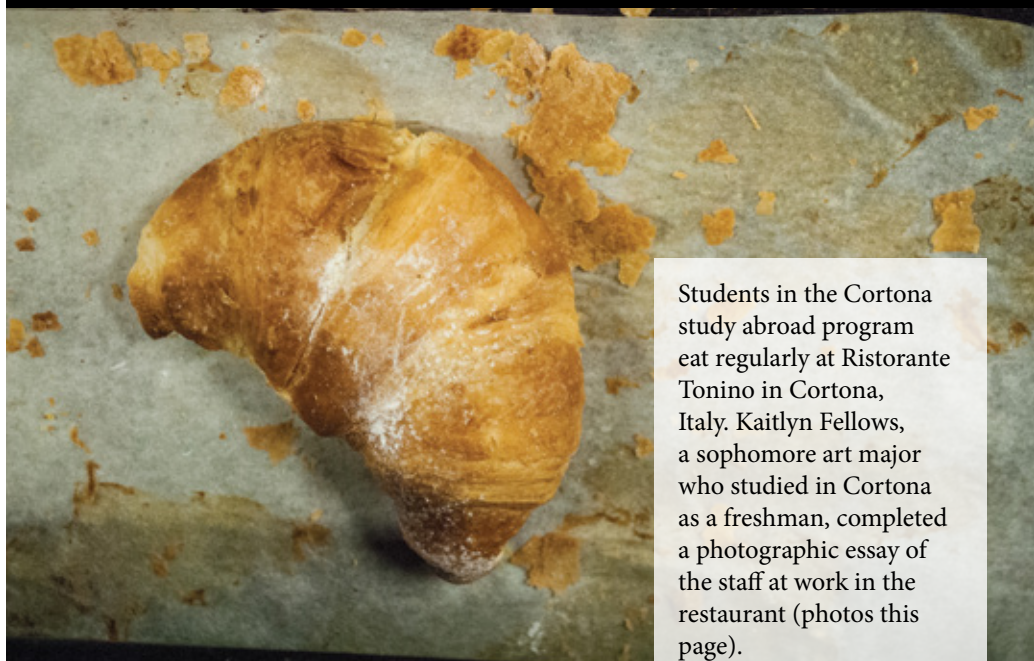 Students in the Cortona
study abroad program
eat regularly at Ristorante
Tonino in Cortona,
Italy. Kaitlyn Fellows,
a sophomore art major
who studied in Cortona
as a freshman, completed
a photographic essay of
the staff at work in the
restaurant (photos this
page).